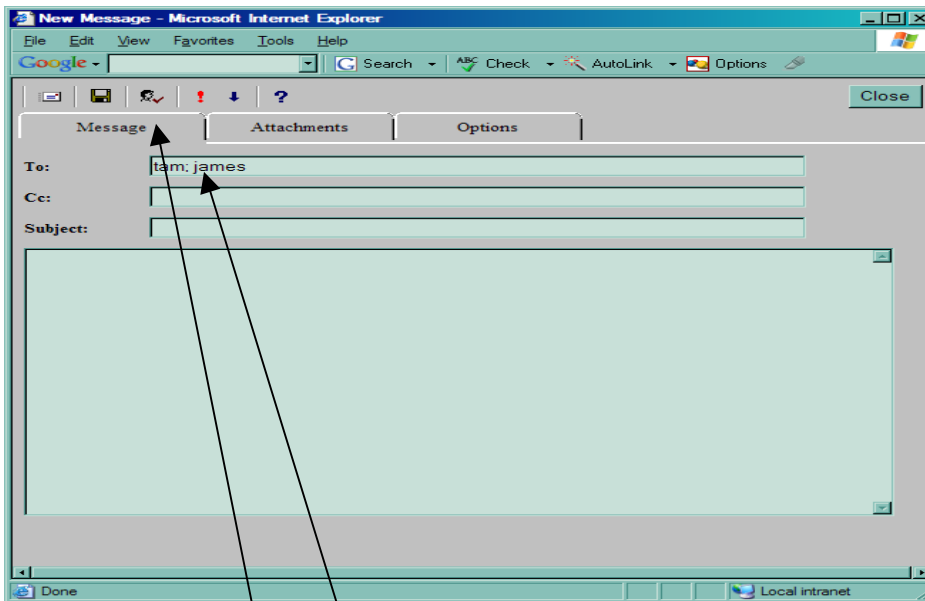 New Message - Microsoft Internet Explorer
File Edit View Favorites Tools Help
Google Search ABC Check AutoLink Options
! ? Close
Message Attachments Options
To: tam; james
Cc:
Subject:
Done Local intranet